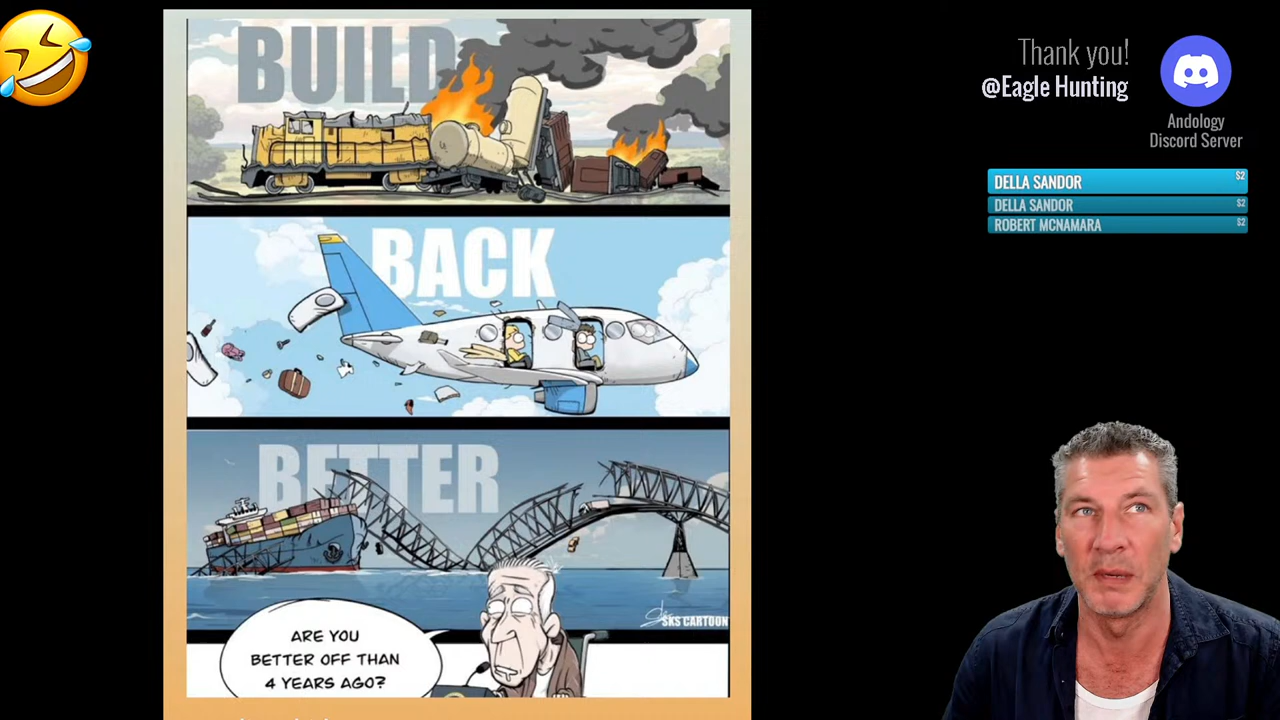 BUILD
BACK
BETTER
SKS CARTOON
ARE YOU
BETTER OFF THAN
4 YEARS AGO?
Thank you!
@Eagle Hunting
Andology
Discord Server
DELLA SANDOR $2
DELLA SANDOR $2
ROBERT MCNAMARA $2